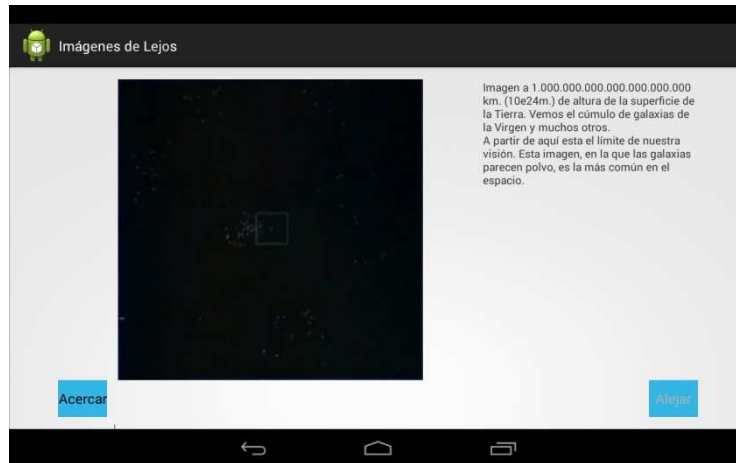 Imágenes de Lejos
Imagen a 1.000.000.000.000.000.000.000
km. (10e24m.) de altura de la superficie de
la Tierra. Vemos el cúmulo de galaxias de
la Virgen y muchos otros.
A partir de aquí esta el límite de nuestra
visión. Esta imagen, en la que las galaxias
parecen polvo, es la más común en el
espacio.
Acercar
Alejar